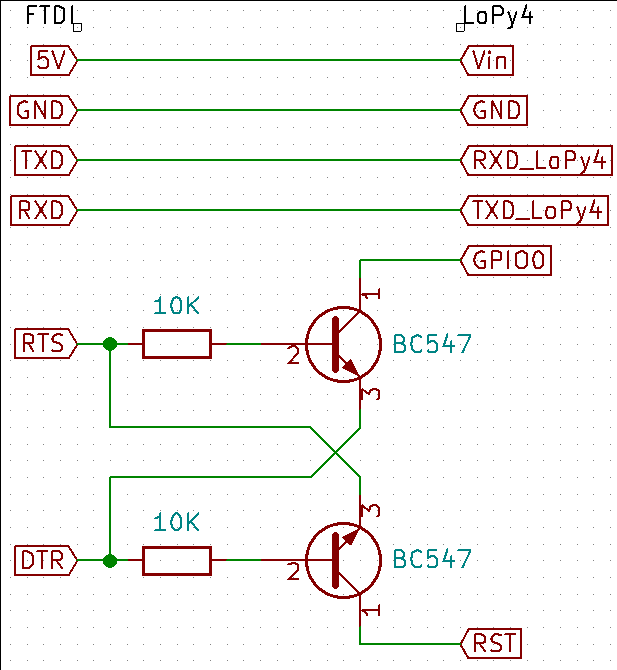 FTDI LoPy4
5V Vin
GND GND
TXD RXD_LoPy4
RXD TXD_LoPy4
GPIO0
1
10K
RTS 2 BC547
3
3
10K
DTR 2 BC547
1
RST